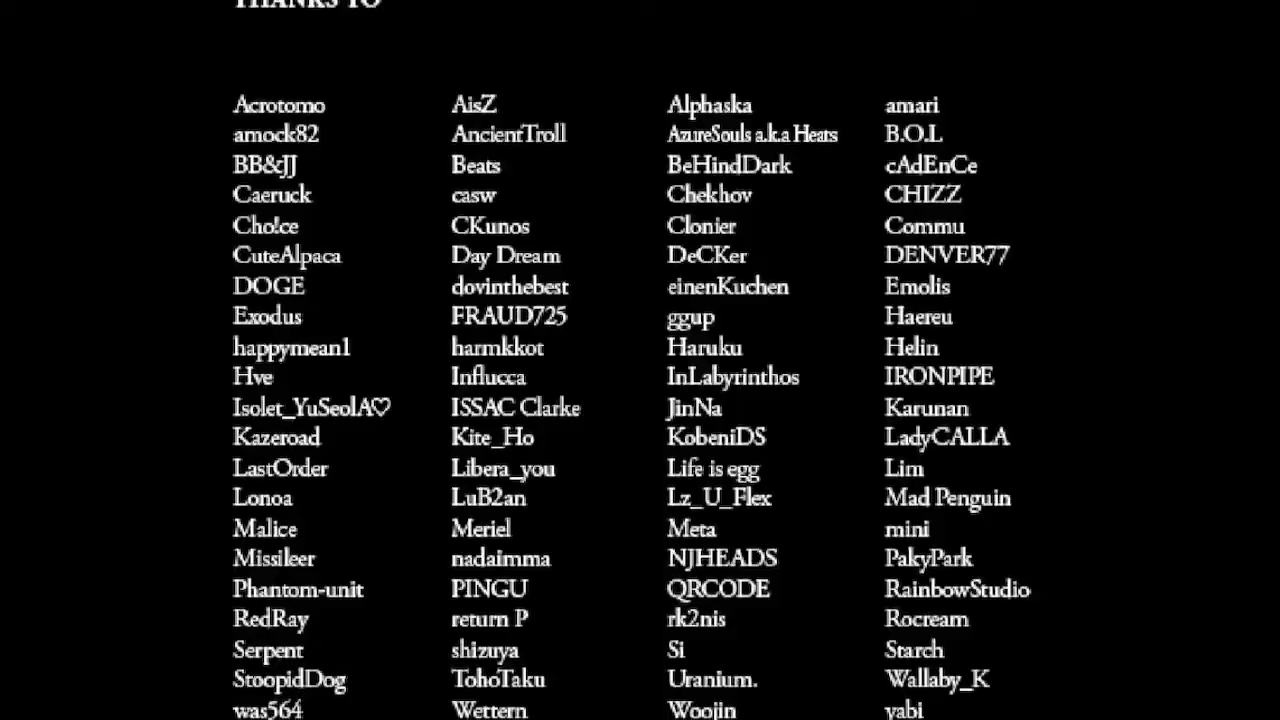 THANKS TO
Acrotomo AisZ Alphaska amari
amock82 AncientTroll AzureSouls a.k.a Heats B.O.L
BB&JJ Beats BeHindDark cAdEnCe
Caeruck casw Chekhov CHIZZ
Cho!ce CKunos Clonier Commu
CuteAlpaca Day Dream DeCKer DENVER77
DOGE dovinthebest einenKuchen Emolis
Exodus FRAUD725 ggup Haereu
happymean1 harmkkot Haruku Helin
Hve Influcca InLabyrinthos IRONPIPE
Isolet_YuSeolA♡ ISSAC Clarke JinNa Karunan
Kazeroad Kite_Ho KobeniDS LadyCALLA
LastOrder Libera_you Life is egg Lim
Lonoa LuB2an Lz_U_Flex Mad Penguin
Malice Meriel Meta mini
Missileer nadaimma NJHEADS PakyPark
Phantom-unit PINGU QRCODE RainbowStudio
RedRay return P rk2nis Rocream
Serpent shizuya Si Starch
StoopidDog TohoTaku Uranium. Wallaby_K
was564 Wettern Woojin yabi